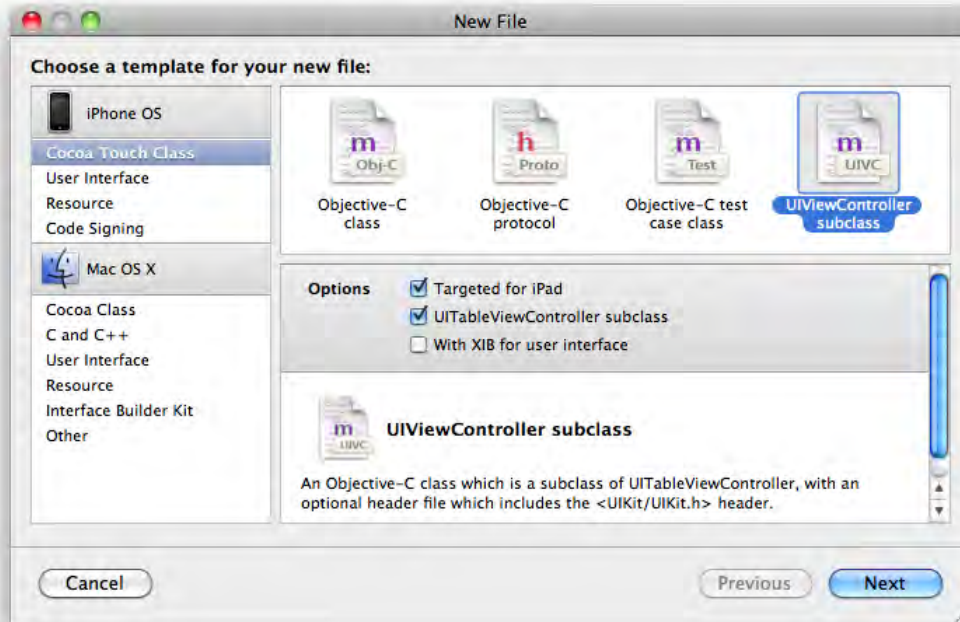 New File
Choose a template for your new file:
iPhone OS
Cocoa Touch Class
User Interface
Resource
Code Signing
Mac OS X
Cocoa Class
C and C++
User Interface
Resource
Interface Builder Kit
Other
m
Obj-C
Objective-C
class
h
Proto
Objective-C
protocol
m
Test
Objective-C test
case class
m
UIVC
UIViewController
subclass
Options
Targeted for iPad
UITableViewController subclass
With XIB for user interface
m
UIVC
UIViewController subclass
An Objective-C class which is a subclass of UITableViewController, with an
optional header file which includes the <UIKit/UIKit.h> header.
Cancel
Previous
Next